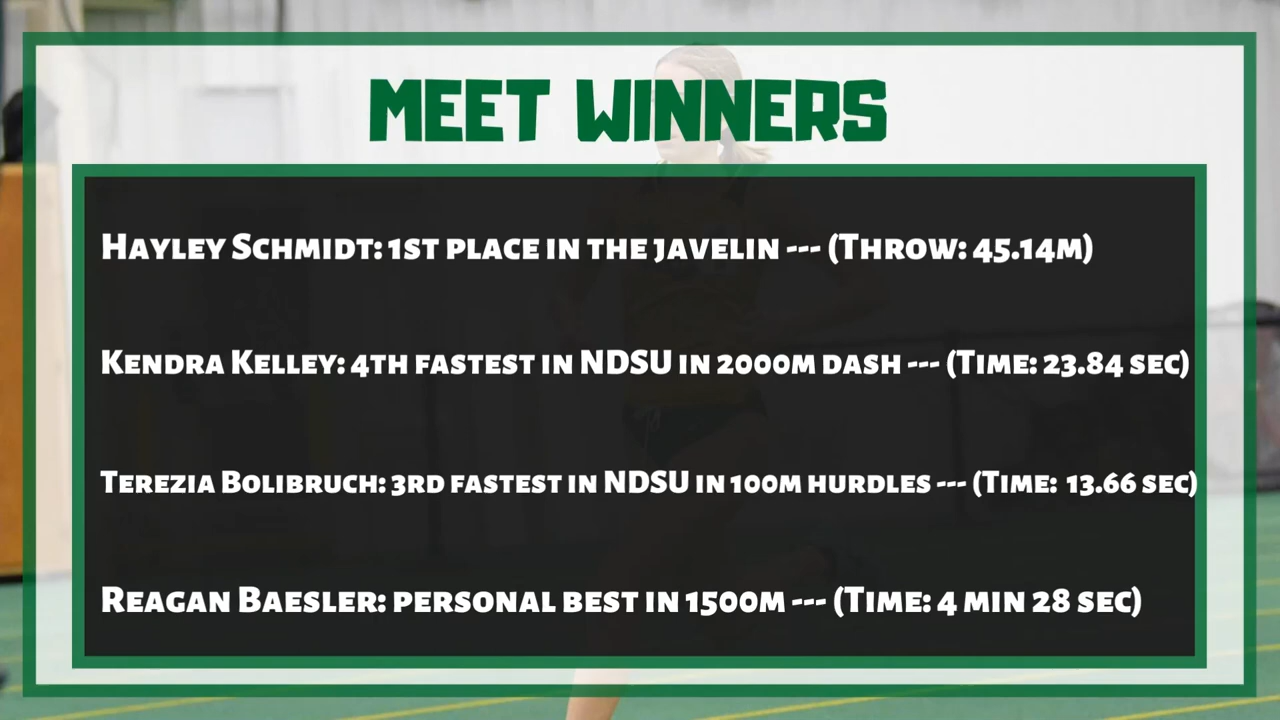 MEET WINNERS
Hayley Schmidt: 1st place in the javelin --- (Throw: 45.14m)
Kendra Kelley: 4th fastest in NDSU in 2000m dash --- (Time: 23.84 sec)
Terezia Bolibruch: 3rd fastest in NDSU in 100m hurdles --- (Time: 13.66 sec)
Reagan Baesler: personal best in 1500m --- (Time: 4 min 28 sec)